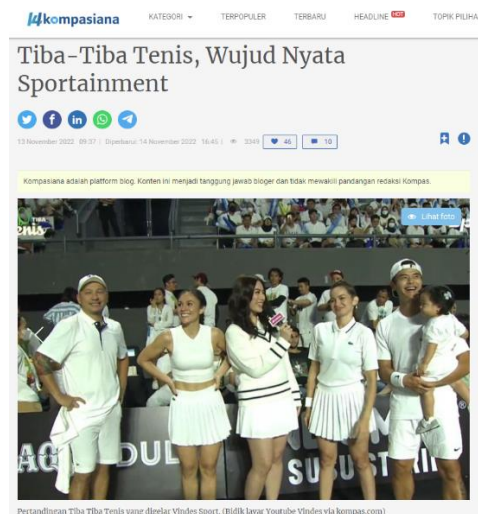 kompasiana
KATEGORI
TERPOPULER
TERBARU
HEADLINE HOT
TOPIK PILIHA
Tiba-Tiba Tenis, Wujud Nyata
Sportainment
13 November 2022 09:37 | Diperbarui: 14 November 2022 16:45 | 3349 46 10
Kompasiana adalah platform blog. Konten ini menjadi tanggung jawab bloger dan tidak mewakili pandangan redaksi Kompas.
Lihat foto
Pertandingan Tiba Tiba Tenis yang digelar Vindes Sport. (Bidik layar Youtube Vindes via kompas.com)